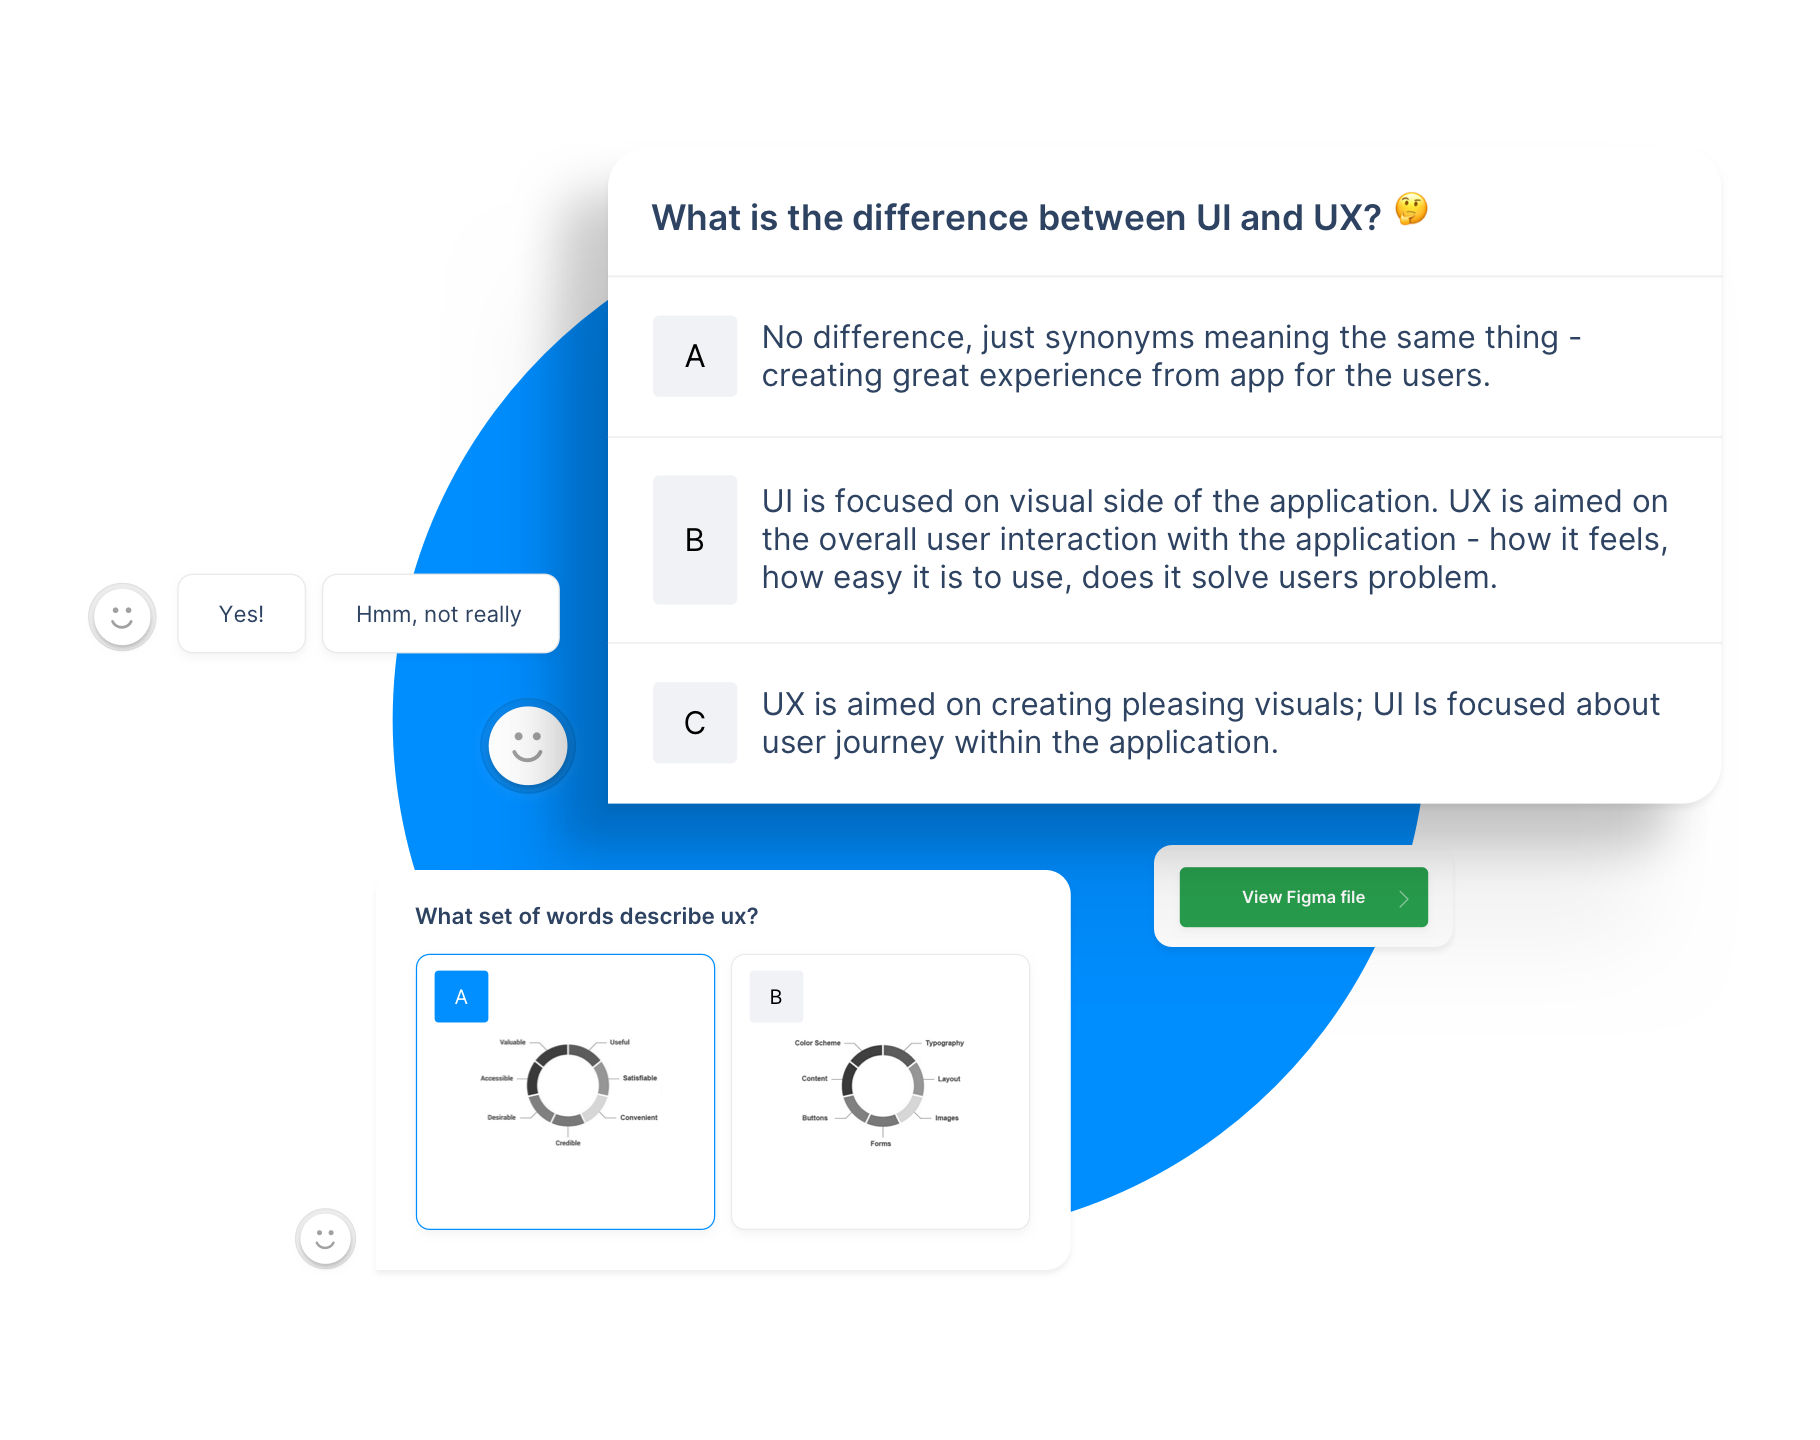 What is the difference between UI and UX? 🤔
A
No difference, just synonyms meaning the same thing -
creating great experience from app for the users.
B
UI is focused on visual side of the application. UX is aimed on
the overall user interaction with the application - how it feels,
how easy it is to use, does it solve users problem.
C
UX is aimed on creating pleasing visuals; UI Is focused about
user journey within the application.
Yes!
Hmm, not really
View Figma file
What set of words describe ux?
A
Valuable
Useful
Accessible
Satisfiable
Desirable
Convenient
Credible
B
Color Scheme
Typography
Content
Layout
Buttons
Images
Forms